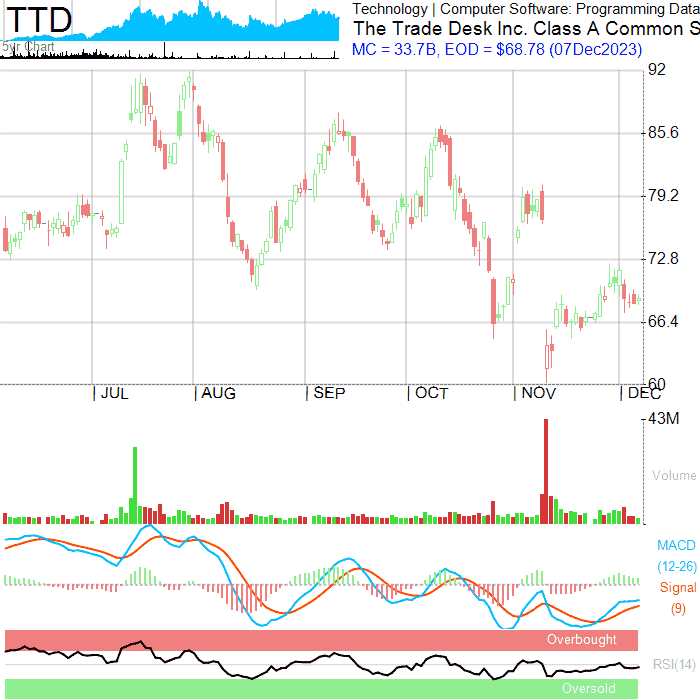 TTD
5yr Chart
Technology | Computer Software: Programming Data
The Trade Desk Inc. Class A Common S
MC = 33.7B, EOD = $68.78 (07Dec2023)
92
85.6
79.2
72.8
66.4
60
| JUL | AUG | SEP | OCT | NOV | DEC
43M
Volume
MACD
(12-26)
Signal
(9)
Overbought
RSI(14)
Oversold